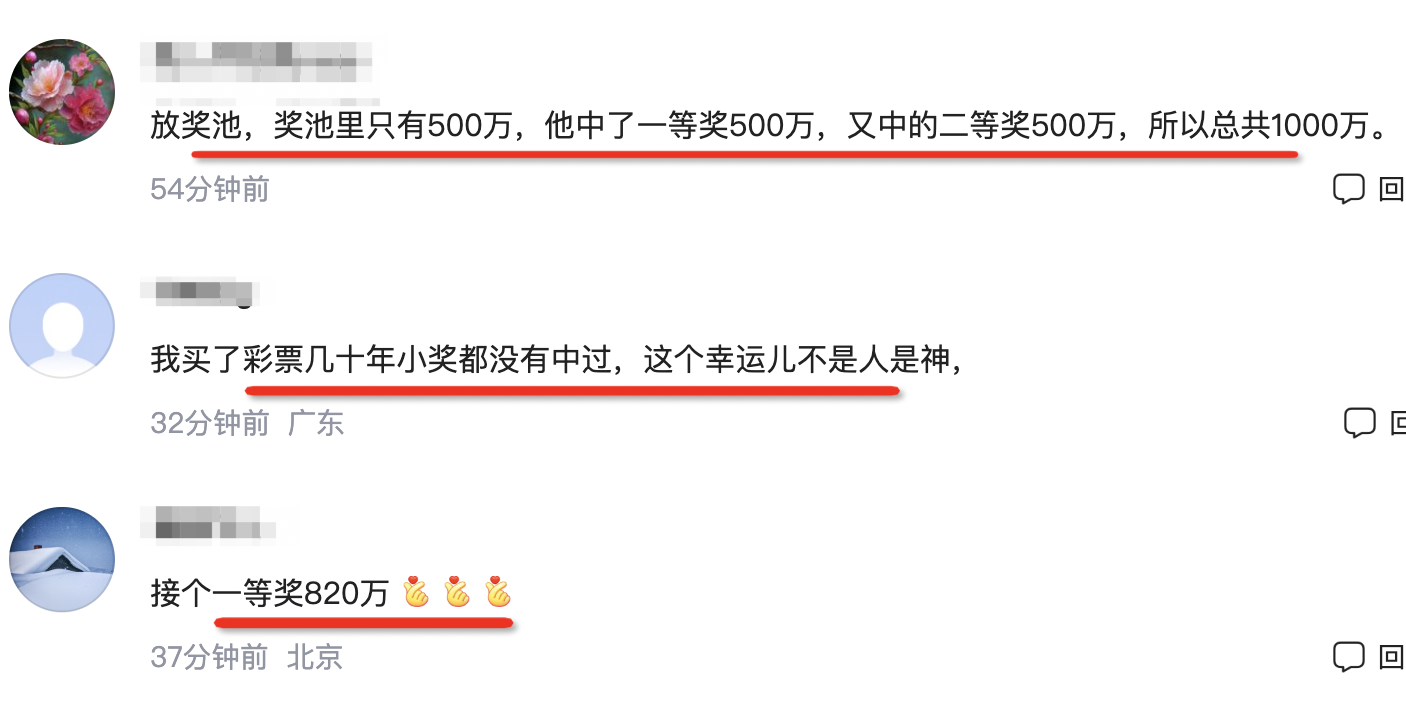 放奖池，奖池里只有500万，他中了一等奖500万，又中的二等奖500万，所以总共1000万。
54分钟前 回
我买了彩票几十年小奖都没有中过，这个幸运儿不是人是神，
32分钟前 广东
接个一等奖820万
37分钟前 北京 回